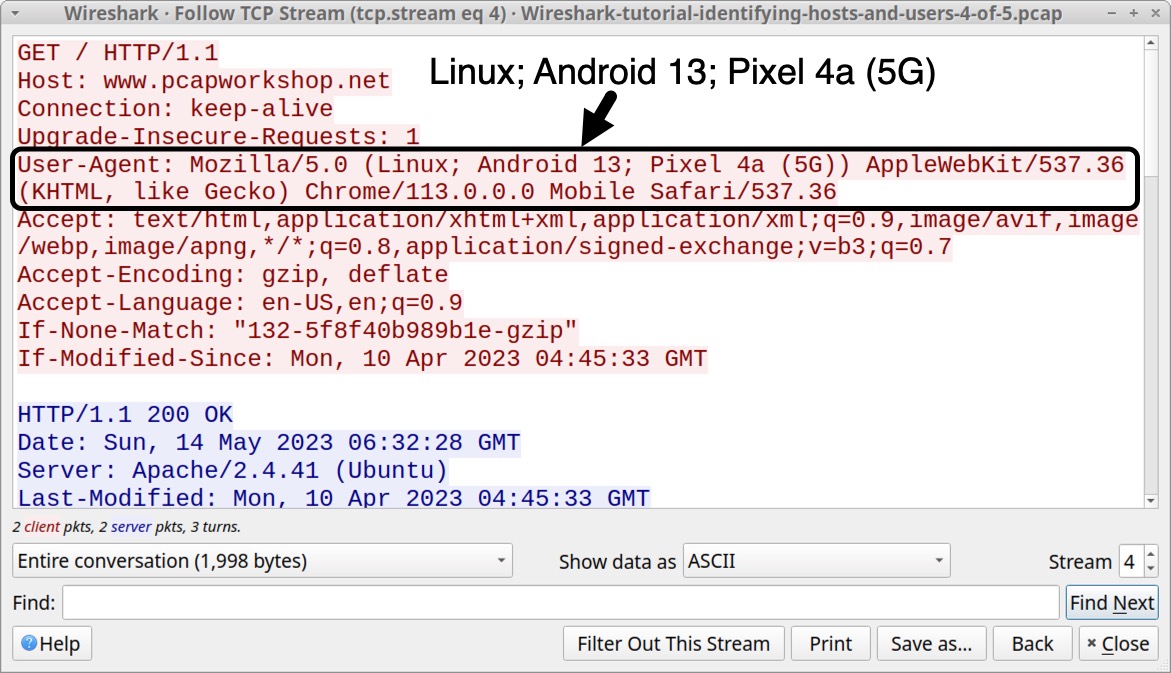 Wireshark · Follow TCP Stream (tcp.stream eq 4) · Wireshark-tutorial-identifying-hosts-and-users-4-of-5.pcap
GET / HTTP/1.1
Host: www.pcapworkshop.net
Linux; Android 13; Pixel 4a (5G)
Connection: keep-alive
Upgrade-Insecure-Requests: 1
User-Agent: Mozilla/5.0 (Linux; Android 13; Pixel 4a (5G)) AppleWebKit/537.36
(KHTML, like Gecko) Chrome/113.0.0.0 Mobile Safari/537.36
Accept: text/html,application/xhtml+xml,application/xml;q=0.9,image/avif,image
/webp,image/apng,*/*;q=0.8,application/signed-exchange;v=b3;q=0.7
Accept-Encoding: gzip, deflate
Accept-Language: en-US,en;q=0.9
If-None-Match: "132-5f8f40b989b1e-gzip"
If-Modified-Since: Mon, 10 Apr 2023 04:45:33 GMT
HTTP/1.1 200 OK
Date: Sun, 14 May 2023 06:32:28 GMT
Server: Apache/2.4.41 (Ubuntu)
Last-Modified: Mon, 10 Apr 2023 04:45:33 GMT
2 client pkts, 2 server pkts, 3 turns.
Entire conversation (1,998 bytes) Show data as ASCII Stream 4
Find: Find Next
Help Filter Out This Stream Print Save as... Back Close